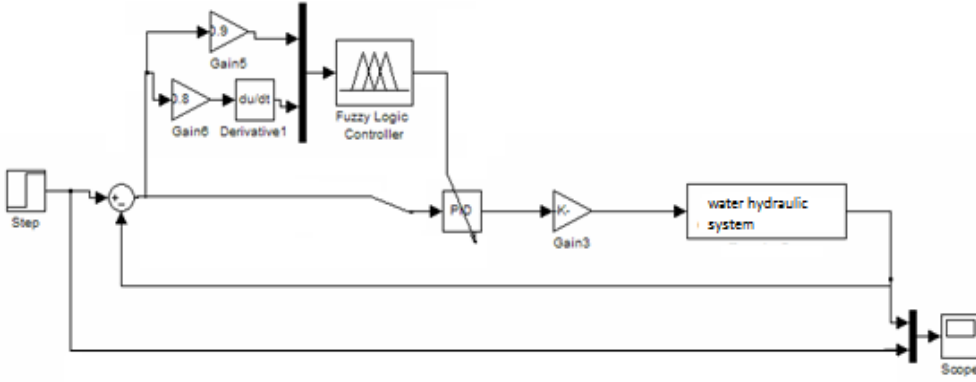 0.9
Gain5
0.8
du/dt
Gain6
Derivative1
Fuzzy Logic
Controller
Step
+
-
PID
K-
Gain3
water hydraulic
system
Scope